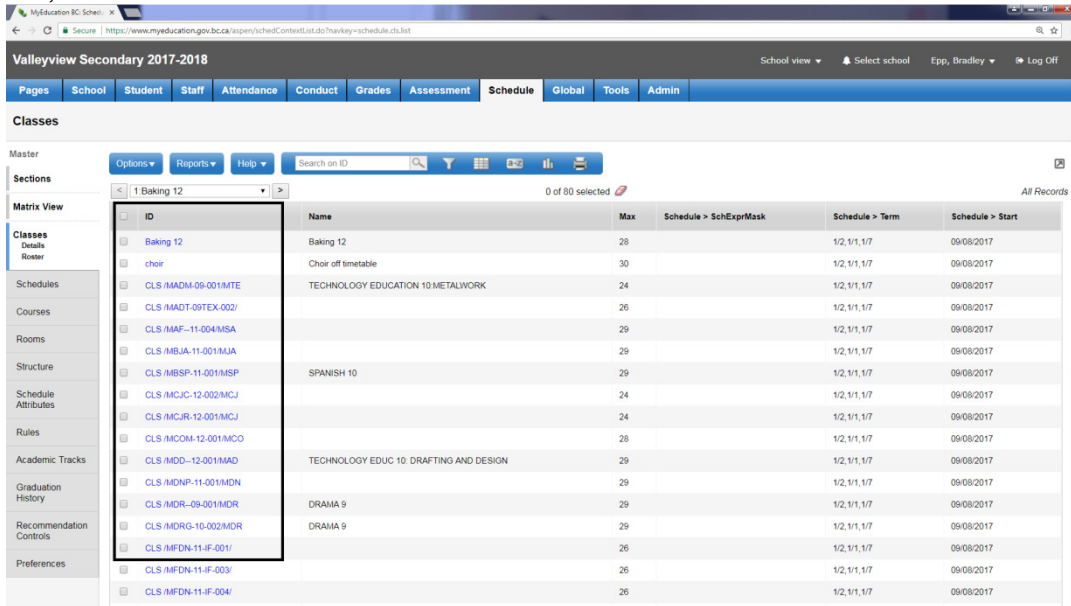 MyEducation BC: Schedu
Secure https://www.myeducation.gov.bc.ca/aspen/schedContextList.do?navkey=schedule.cls.list
Valleyview Secondary 2017-2018 School view Select school Epp, Bradley Log Off
Pages School Student Staff Attendance Conduct Grades Assessment Schedule Global Tools Admin
Classes
Master
Sections
Matrix View
Classes
Details
Roster
Schedules
Courses
Rooms
Structure
Schedule
Attributes
Rules
Academic Tracks
Graduation
History
Recommendation
Controls
Preferences
Options Reports Help Search on ID a-z
< 1:Baking 12 > 0 of 80 selected All Records
ID Name Max Schedule > SchExprMask Schedule > Term Schedule > Start
Baking 12 Baking 12 28 1/2,1/1,1/7 09/08/2017
choir Choir off timetable 30 1/2,1/1,1/7 09/08/2017
CLS /MADM-09-001/MTE TECHNOLOGY EDUCATION 10:METALWORK 24 1/2,1/1,1/7 09/08/2017
CLS /MADT-09TEX-002/ 26 1/2,1/1,1/7 09/08/2017
CLS /MAF--11-004/MSA 29 1/2,1/1,1/7 09/08/2017
CLS /MBJA-11-001/MJA 29 1/2,1/1,1/7 09/08/2017
CLS /MBSP-11-001/MSP SPANISH 10 29 1/2,1/1,1/7 09/08/2017
CLS /MCJC-12-002/MCJ 24 1/2,1/1,1/7 09/08/2017
CLS /MCJR-12-001/MCJ 24 1/2,1/1,1/7 09/08/2017
CLS /MCOM-12-001/MCO 28 1/2,1/1,1/7 09/08/2017
CLS /MDD--12-001/MAD TECHNOLOGY EDUC 10: DRAFTING AND DESIGN 29 1/2,1/1,1/7 09/08/2017
CLS /MDNP-11-001/MDN 29 1/2,1/1,1/7 09/08/2017
CLS /MDR--09-001/MDR DRAMA 9 29 1/2,1/1,1/7 09/08/2017
CLS /MDRG-10-002/MDR DRAMA 9 29 1/2,1/1,1/7 09/08/2017
CLS /MFDN-11-IF-001/ 26 1/2,1/1,1/7 09/08/2017
CLS /MFDN-11-IF-003/ 26 1/2,1/1,1/7 09/08/2017
CLS /MFDN-11-IF-004/ 26 1/2,1/1,1/7 09/08/2017